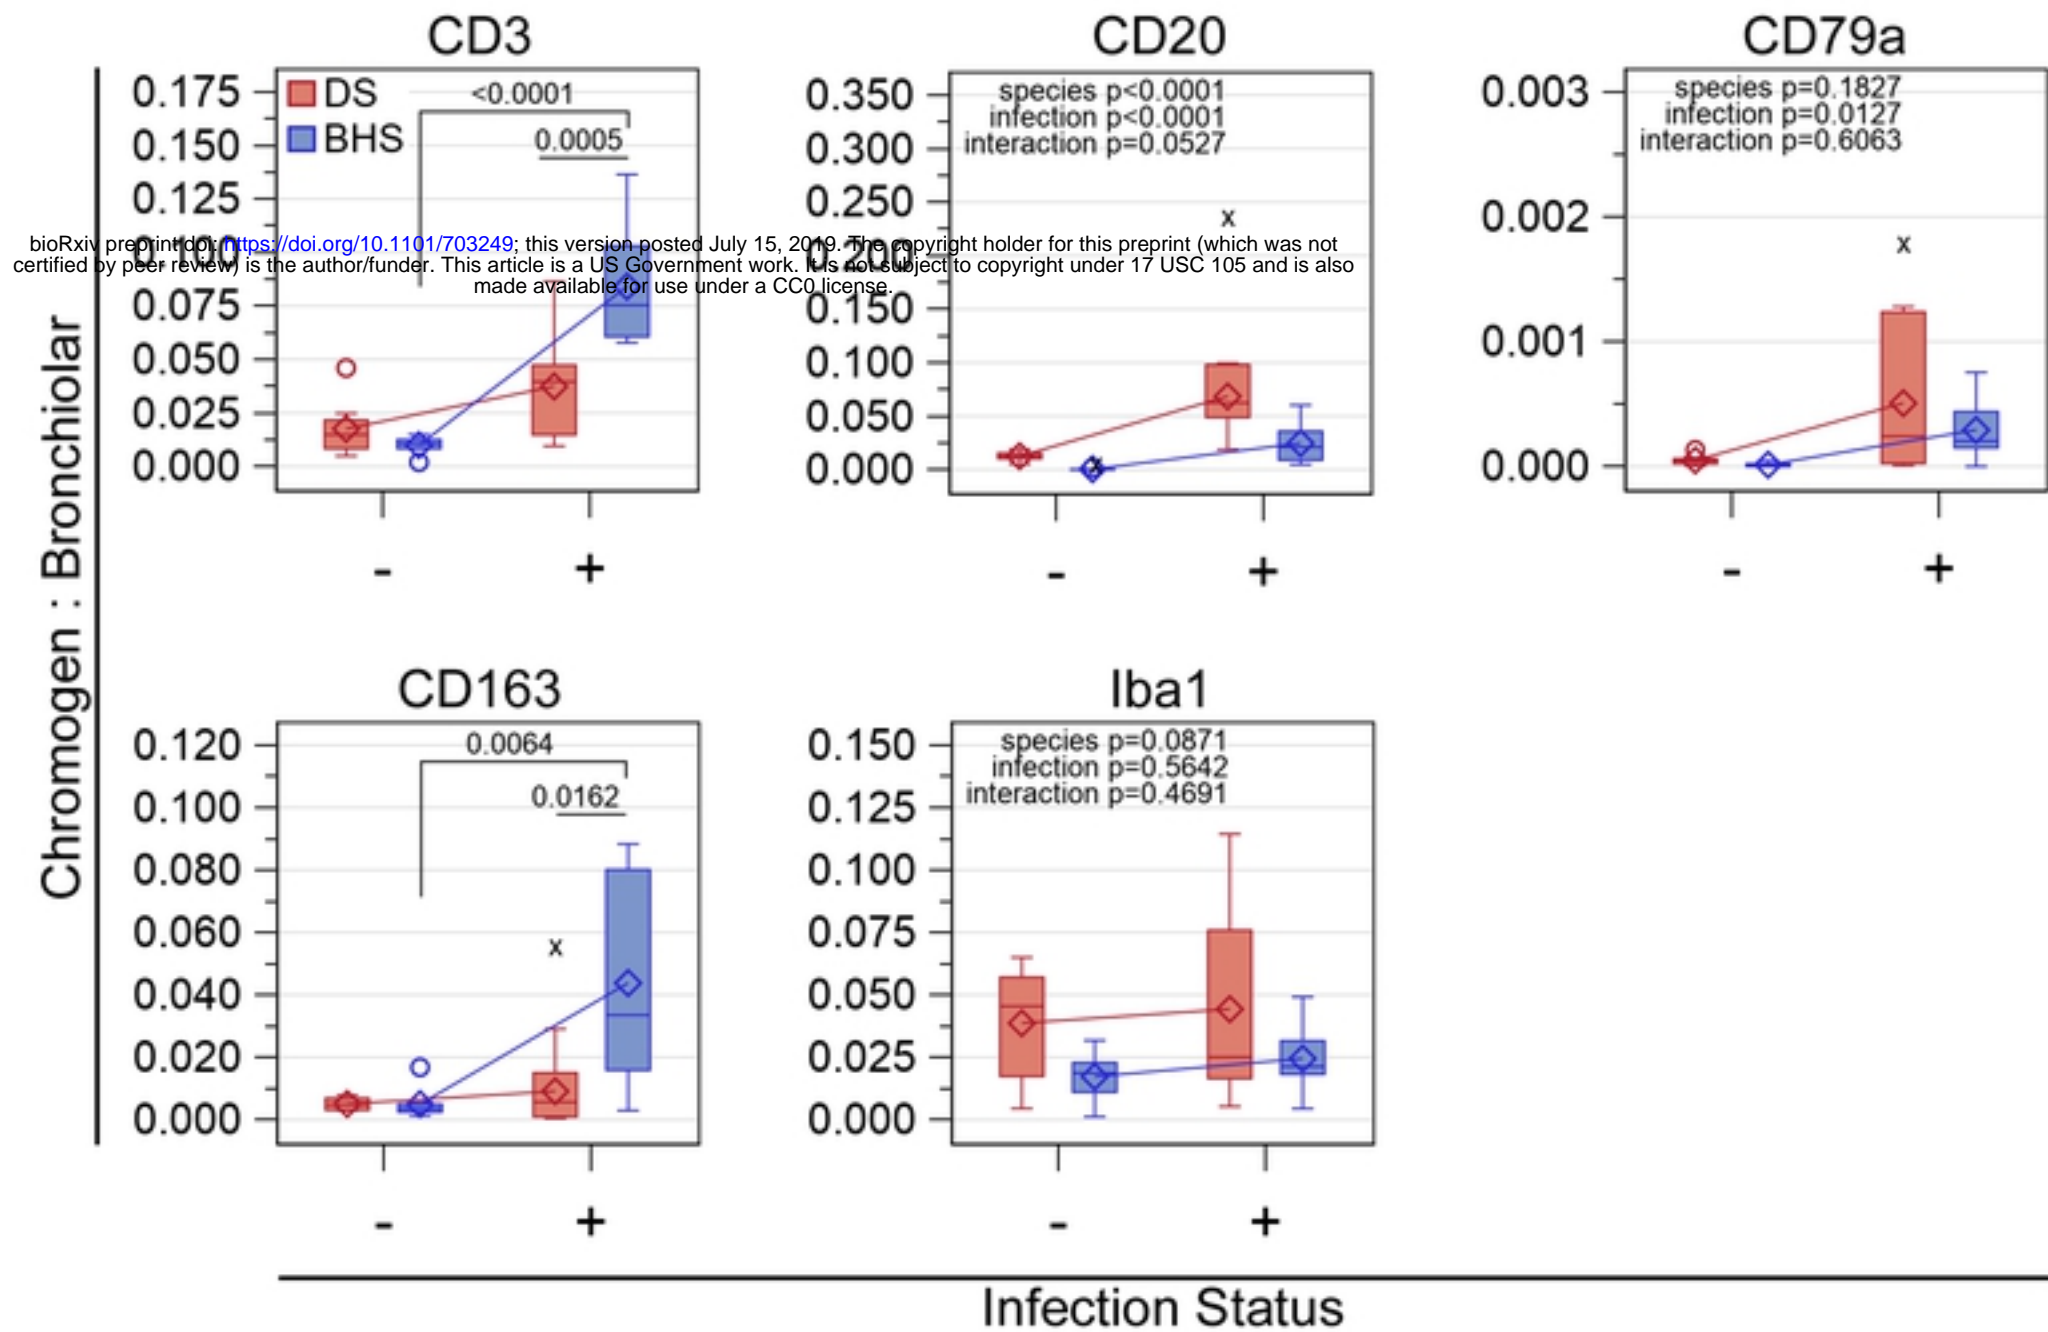 CD3
CD20
CD79a
0.175
0.150
0.125
0.100
0.075
0.050
0.025
0.000
DS
BHS
<0.0001
0.0005
0.350
0.300
0.250
0.200
0.150
0.100
0.050
0.000
species p<0.0001
infection p<0.0001
interaction p=0.0527
x
x
0.003
0.002
0.001
0.000
species p=0.1827
infection p=0.0127
interaction p=0.6063
x
bioRxiv preprint doi: https://doi.org/10.1101/703249; this version posted July 15, 2019. The copyright holder for this preprint (which was not
certified by peer review) is the author/funder. This article is a US Government work. It is not subject to copyright under 17 USC 105 and is also
made available for use under a CC0 license.
- +
- +
- +
Chromogen : Bronchiolar
CD163
Iba1
0.120
0.100
0.080
0.060
0.040
0.020
0.000
0.0064
0.0162
x
0.150
0.125
0.100
0.075
0.050
0.025
0.000
species p=0.0871
infection p=0.5642
interaction p=0.4691
- +
- +
Infection Status